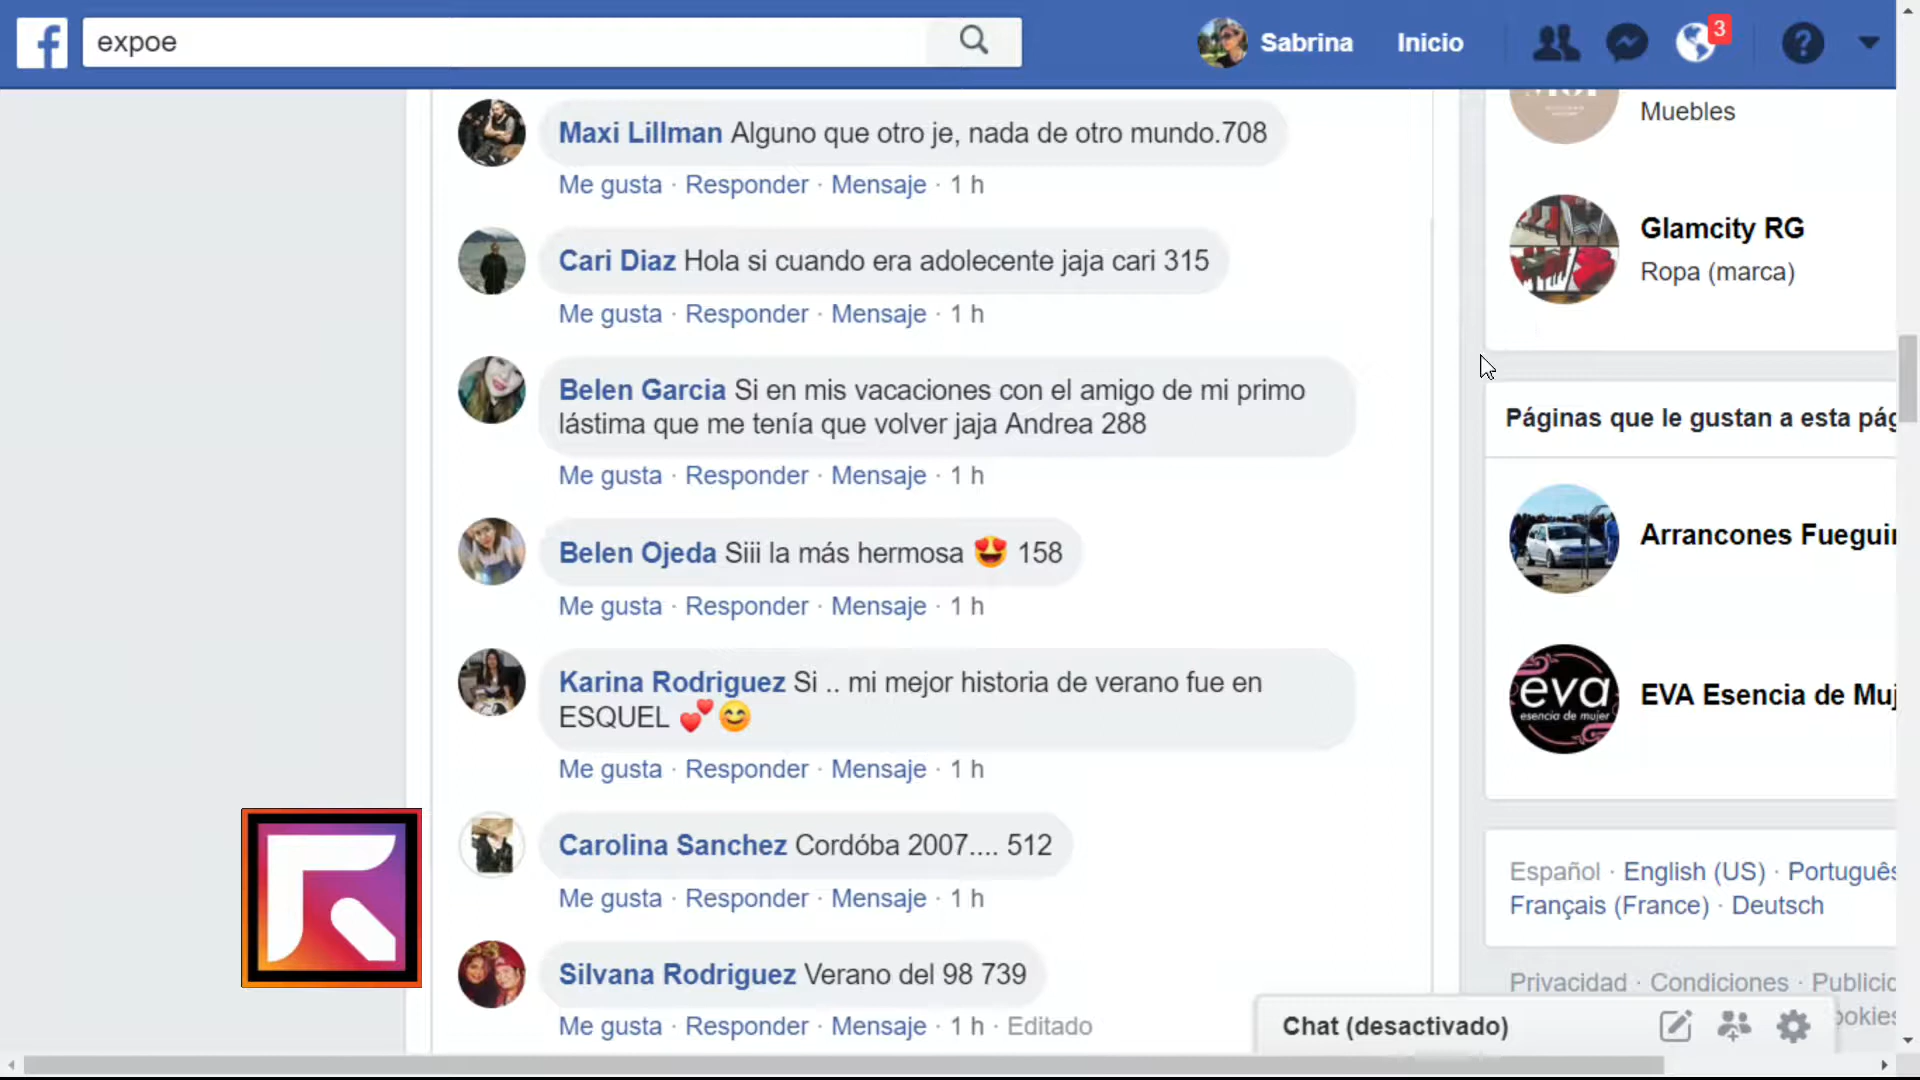 expoe
Sabrina
Inicio
3
Maxi Lillman Alguno que otro je, nada de otro mundo.708
Me gusta · Responder · Mensaje · 1 h
Cari Diaz Hola si cuando era adolecente jaja cari 315
Me gusta · Responder · Mensaje · 1 h
Belen Garcia Si en mis vacaciones con el amigo de mi primo
lástima que me tenía que volver jaja Andrea 288
Me gusta · Responder · Mensaje · 1 h
Belen Ojeda Siii la más hermosa 😍 158
Me gusta · Responder · Mensaje · 1 h
Karina Rodriguez Si .. mi mejor historia de verano fue en
ESQUEL 💕😊
Me gusta · Responder · Mensaje · 1 h
Carolina Sanchez Cordóba 2007.... 512
Me gusta · Responder · Mensaje · 1 h
Silvana Rodriguez Verano del 98 739
Me gusta · Responder · Mensaje · 1 h · Editado
Muebles
Glamcity RG
Ropa (marca)
Páginas que le gustan a esta pág
Arrancones Fueguin
eva
esencia de mujer
EVA Esencia de Muj
Español · English (US) · Português
Français (France) · Deutsch
Privacidad · Condiciones · Publicid
ookies
Chat (desactivado)